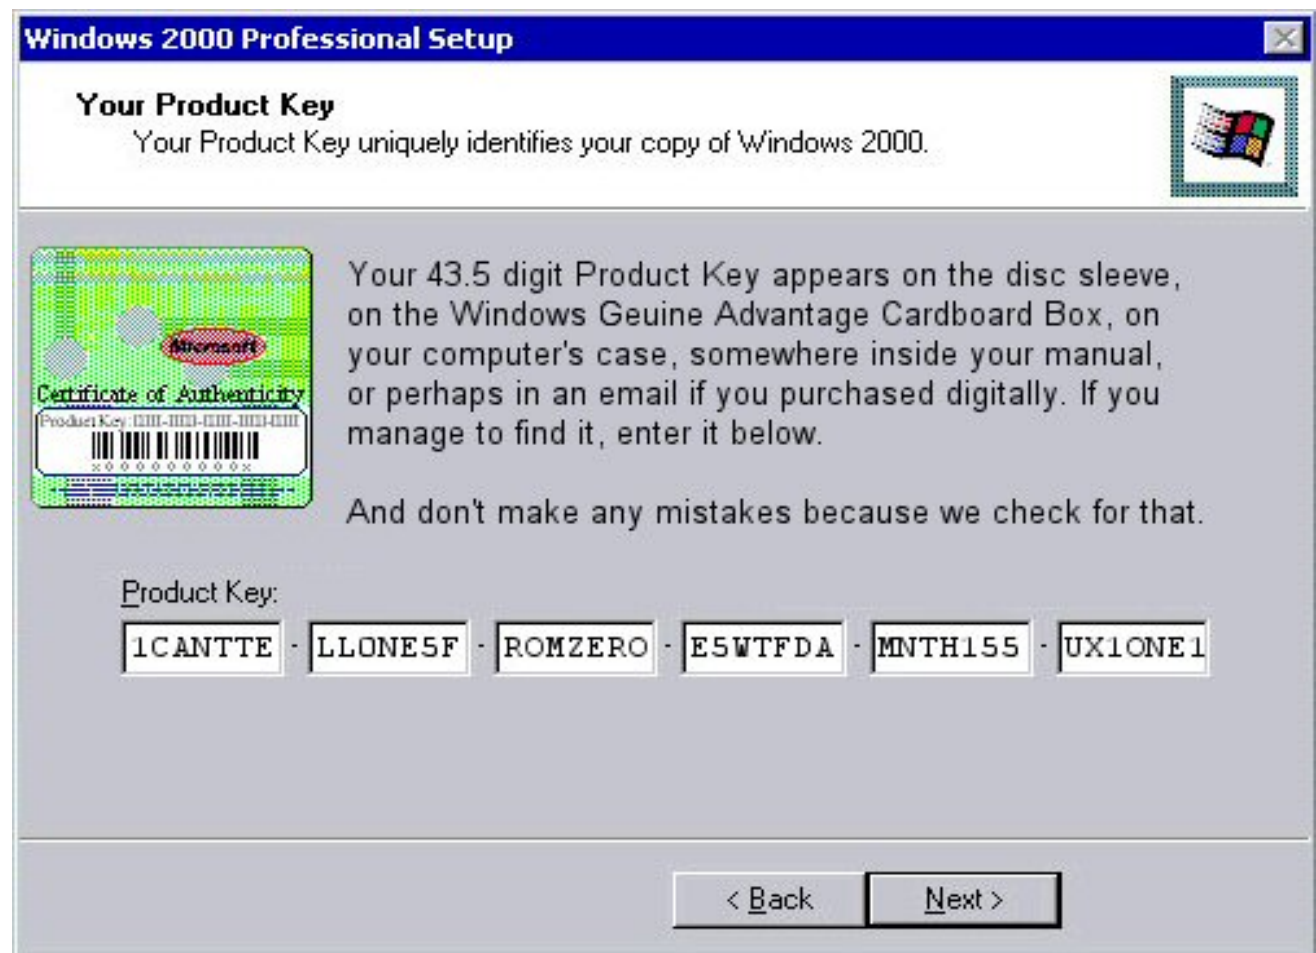 Windows 2000 Professional Setup
Your Product Key
Your Product Key uniquely identifies your copy of Windows 2000.
Your 43.5 digit Product Key appears on the disc sleeve,
on the Windows Geuine Advantage Cardboard Box, on
your computer's case, somewhere inside your manual,
or perhaps in an email if you purchased digitally. If you
manage to find it, enter it below.
And don't make any mistakes because we check for that.
Microsoft
Certificate of Authenticity
Product Key:
Product Key:
1CANTTE - LLONE5F - ROMZERO - E5WTFDA - MNTH155 - UX1ONE1
< Back Next >